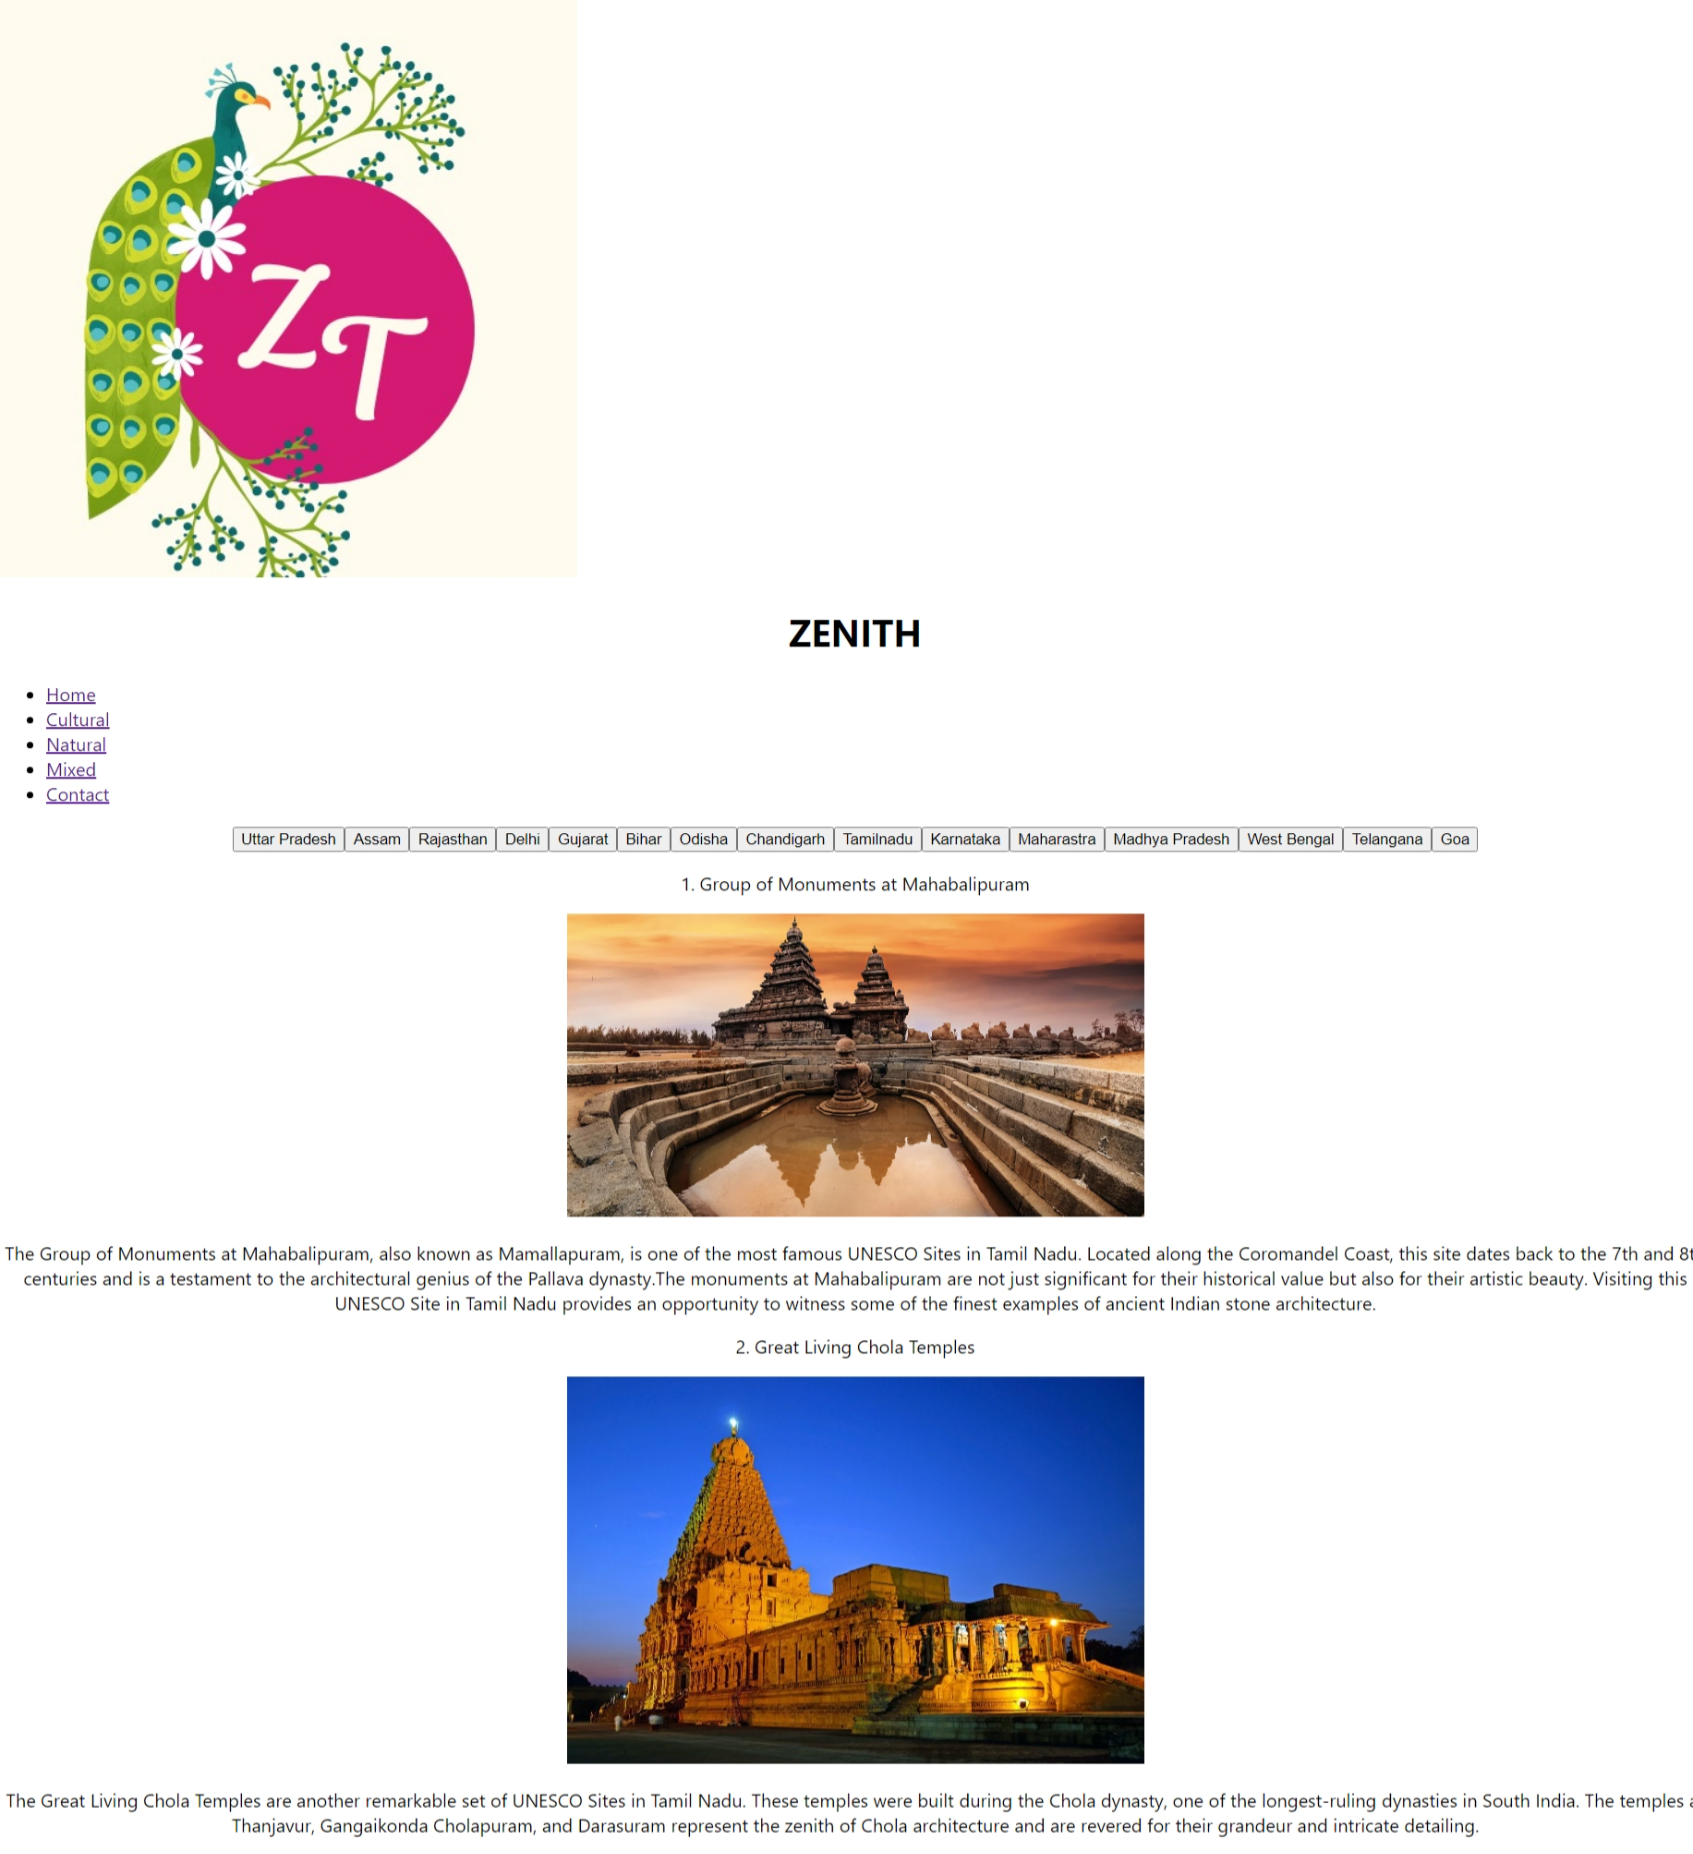 ZT
ZENITH
Home
Cultural
Natural
Mixed
Contact
Uttar Pradesh Assam Rajasthan Delhi Gujarat Bihar Odisha Chandigarh Tamilnadu Karnataka Maharastra Madhya Pradesh West Bengal Telangana Goa
1. Group of Monuments at Mahabalipuram
The Group of Monuments at Mahabalipuram, also known as Mamallapuram, is one of the most famous UNESCO Sites in Tamil Nadu. Located along the Coromandel Coast, this site dates back to the 7th and
centuries and is a testament to the architectural genius of the Pallava dynasty.The monuments at Mahabalipuram are not just significant for their historical value but also for their artistic beauty. Visiting this
UNESCO Site in Tamil Nadu provides an opportunity to witness some of the finest examples of ancient Indian stone architecture.
2. Great Living Chola Temples
The Great Living Chola Temples are another remarkable set of UNESCO Sites in Tamil Nadu. These temples were built during the Chola dynasty, one of the longest-ruling dynasties in South India. The temples
Thanjavur, Gangaikonda Cholapuram, and Darasuram represent the zenith of Chola architecture and are revered for their grandeur and intricate detailing.